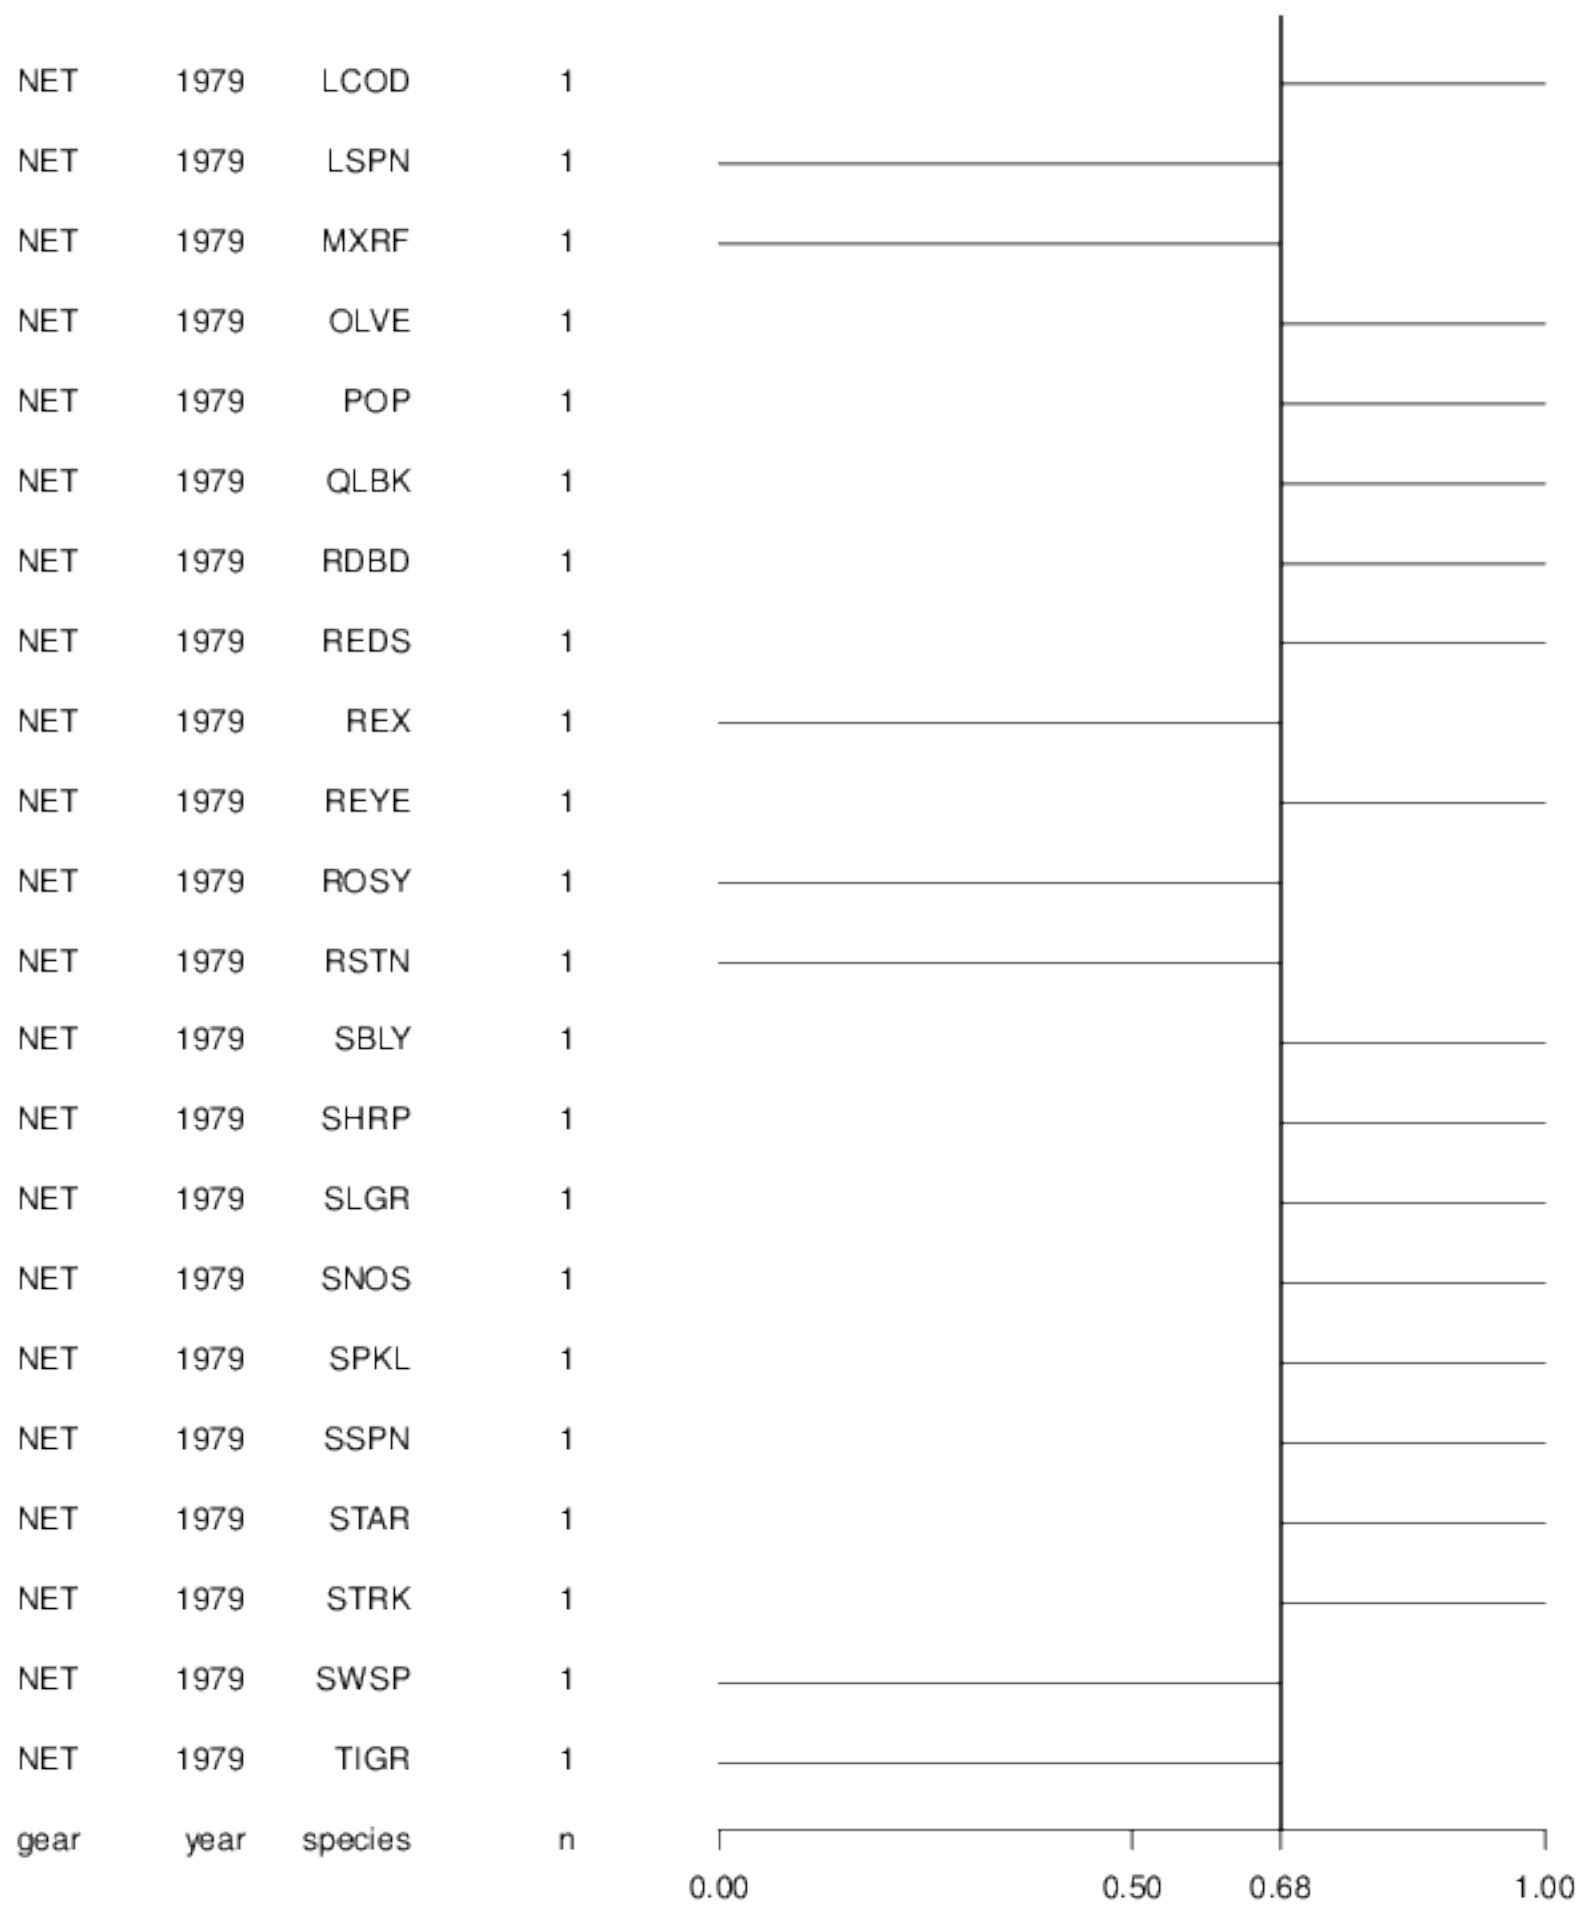 NET 1979 LCOD 1
NET 1979 LSPN 1
NET 1979 MXRF 1
NET 1979 OLVE 1
NET 1979 POP 1
NET 1979 QLBK 1
NET 1979 RDBD 1
NET 1979 REDS 1
NET 1979 REX 1
NET 1979 REYE 1
NET 1979 ROSY 1
NET 1979 RSTN 1
NET 1979 SBLY 1
NET 1979 SHRP 1
NET 1979 SLGR 1
NET 1979 SNOS 1
NET 1979 SPKL 1
NET 1979 SSPN 1
NET 1979 STAR 1
NET 1979 STRK 1
NET 1979 SWSP 1
NET 1979 TIGR 1
gear year species n
0.00 0.50 0.68 1.00